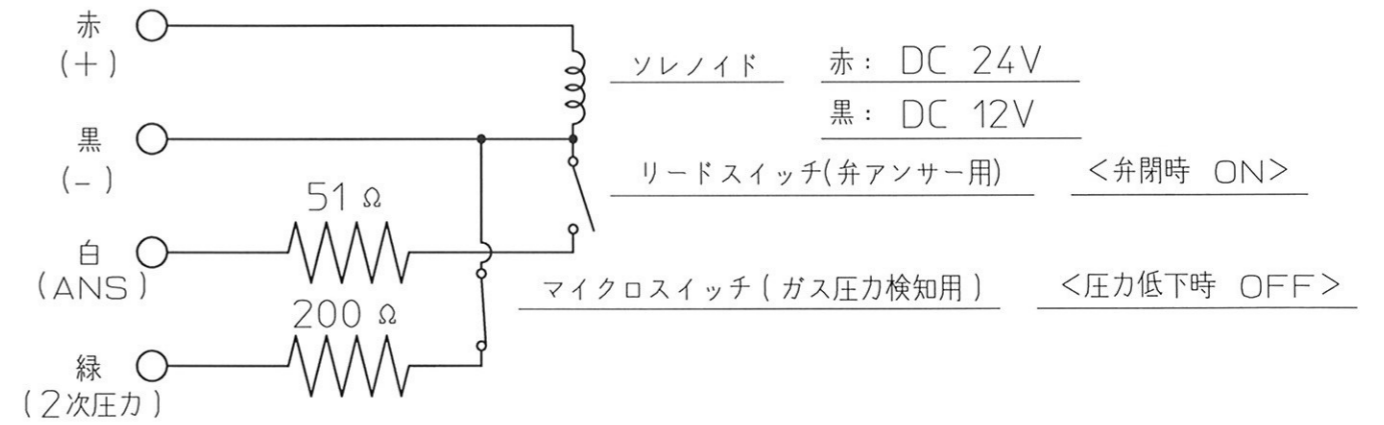 赤
(+)
ソレノイド
赤： DC 24V
黒： DC 12V
黒
(-)
リードスイッチ(弁アンサー用)
<弁閉時 ON>
51 Ω
白
(ANS)
マイクロスイッチ(ガス圧力検知用)
<圧力低下時 OFF>
200 Ω
緑
(2次圧力)